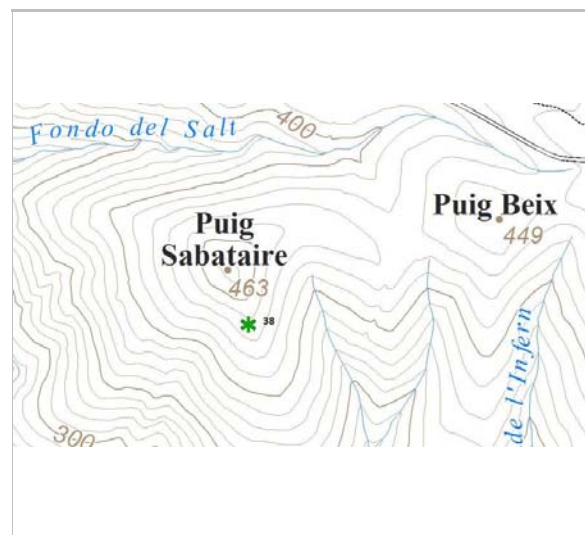 Fondo del Salt
400
Puig
Sabataire
463
38
Puig Beix
449
de l'Infern
300